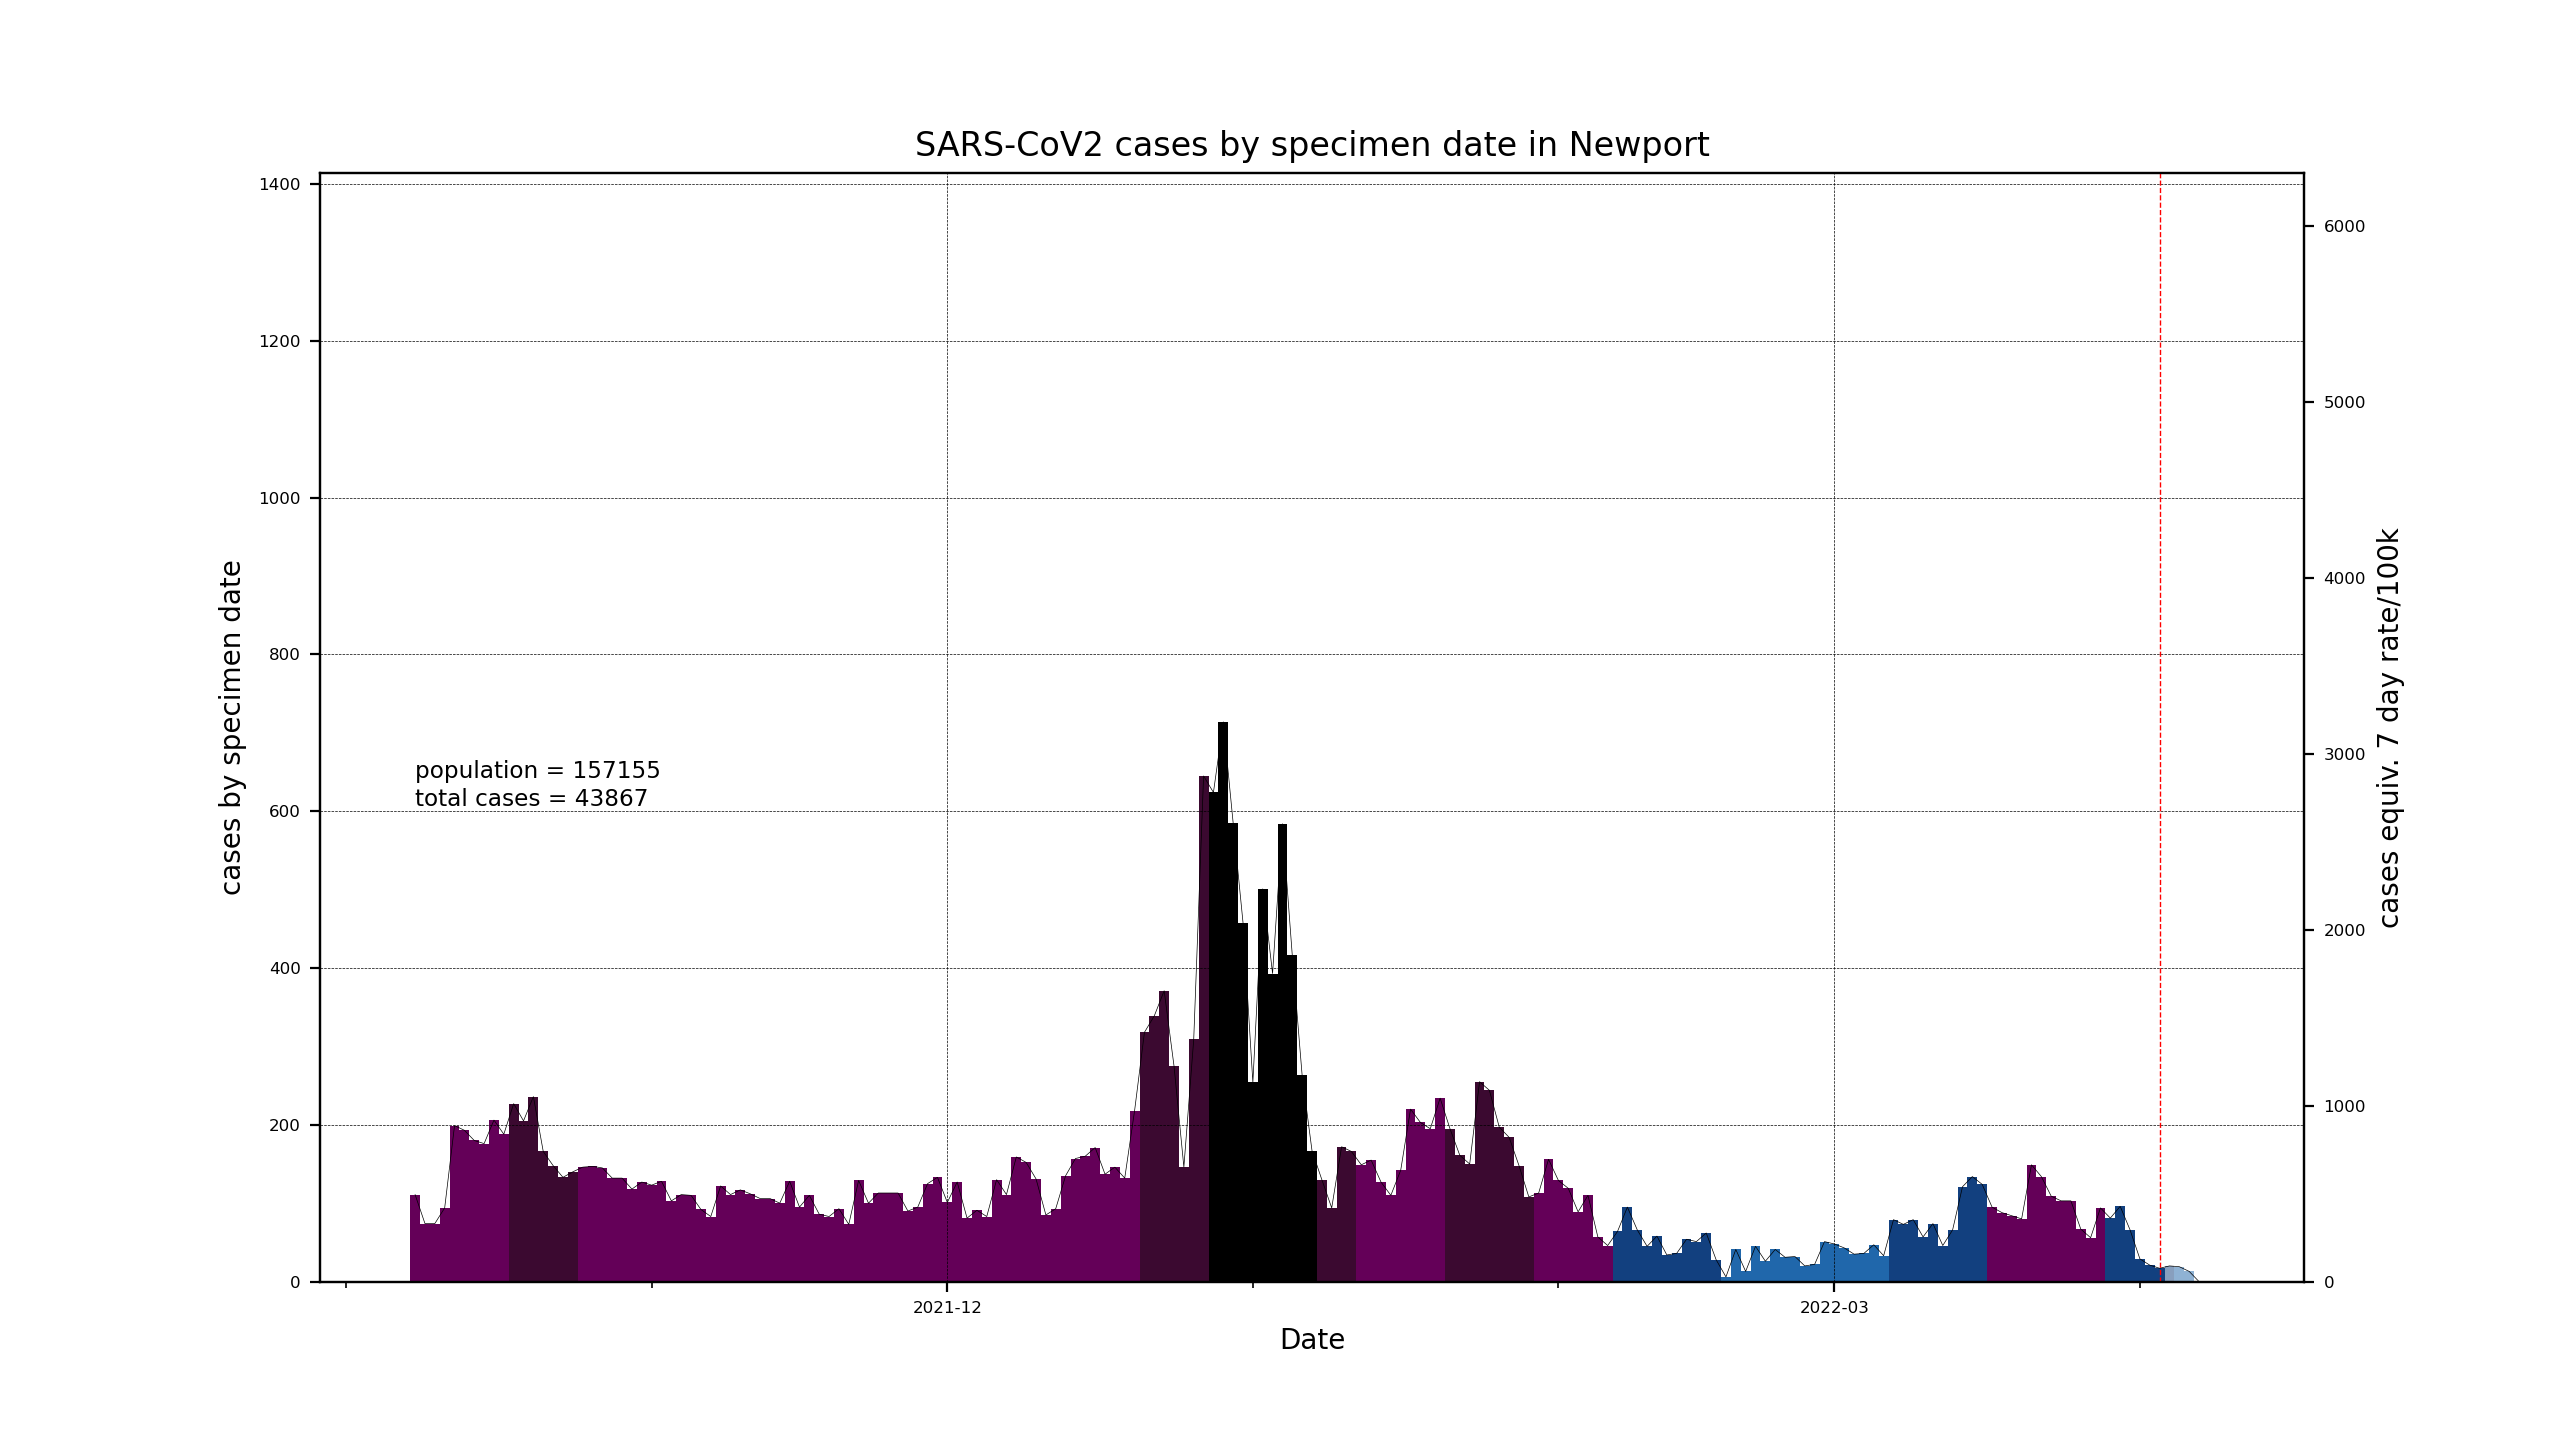 SARS-CoV2 cases by specimen date in Newport
1400
1200
1000
800
600
400
200
0
cases by specimen date
population = 157155
total cases = 43867
6000
5000
4000
3000
2000
1000
0
cases equiv. 7 day rate/100k
2021-12
2022-03
Date